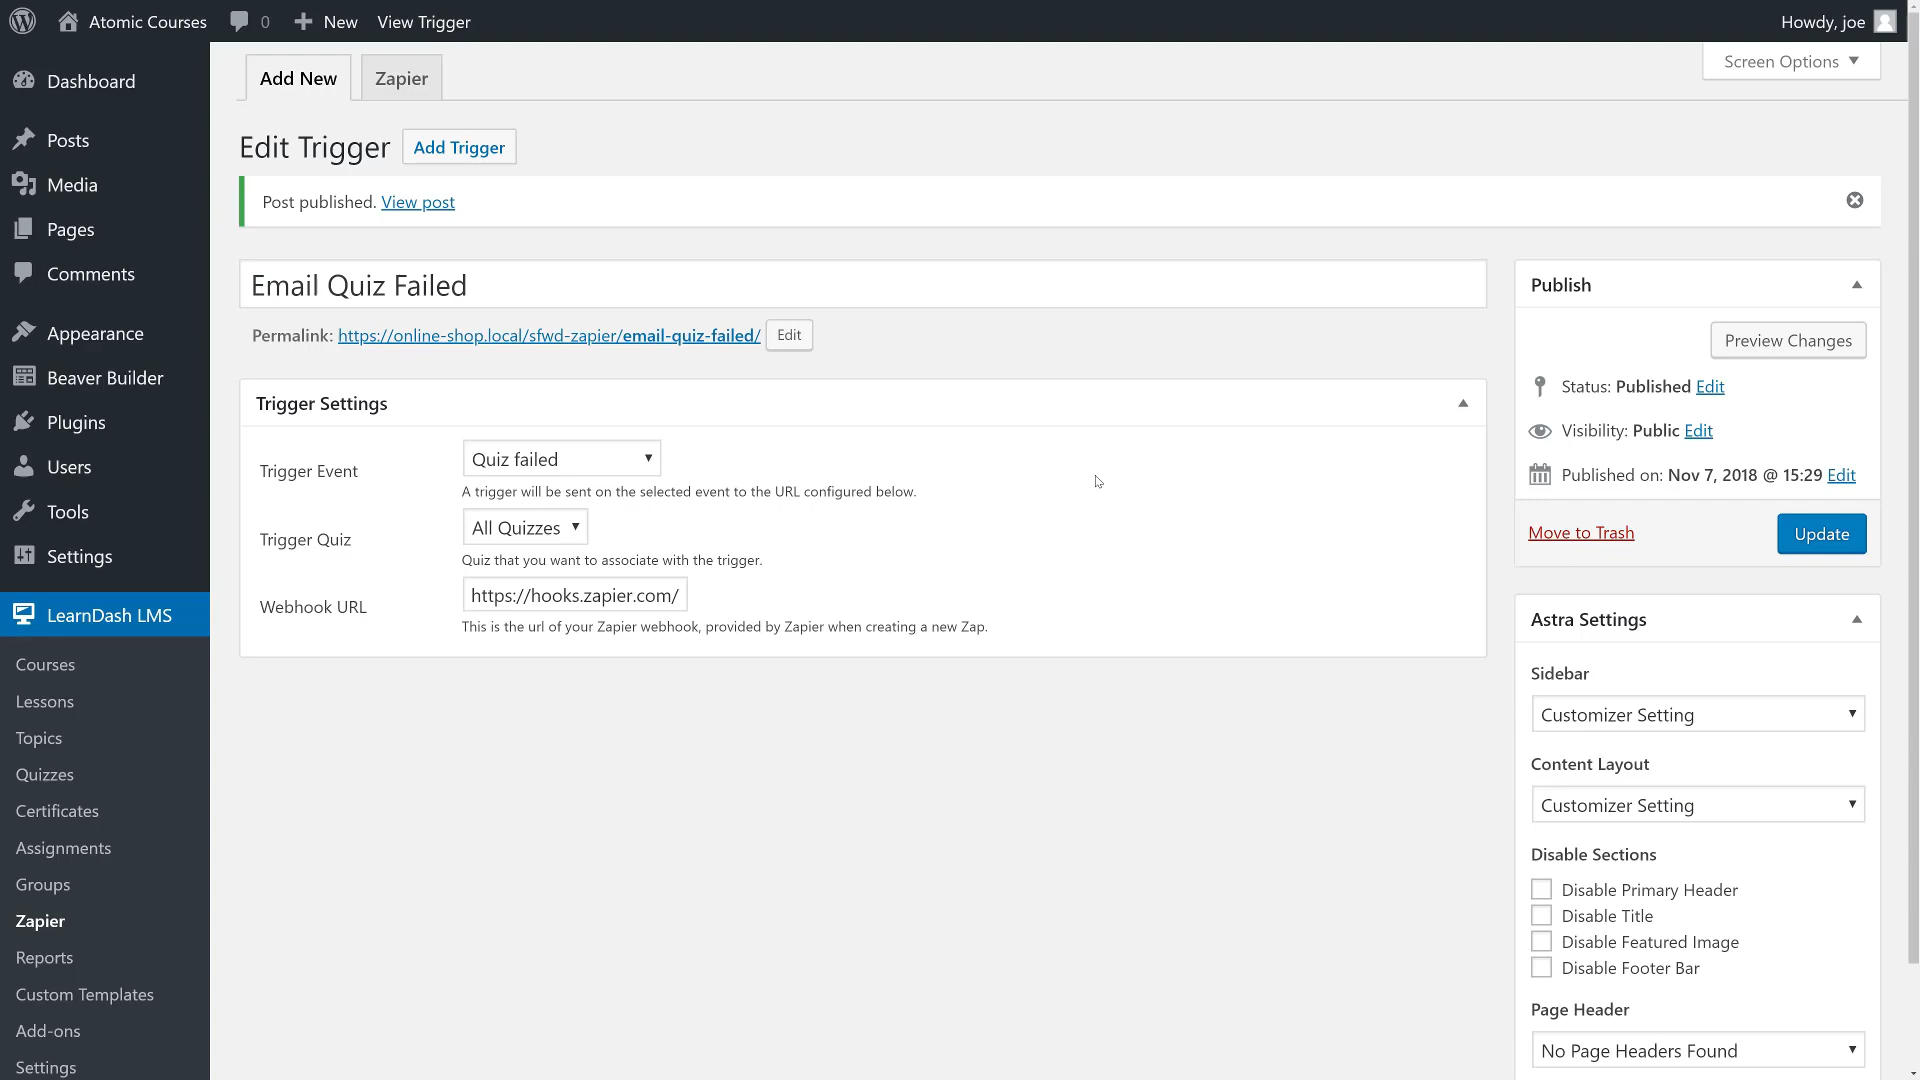 Atomic Courses
0
New
View Trigger
Howdy, joe
Dashboard
Posts
Media
Pages
Comments
Appearance
Beaver Builder
Plugins
Users
Tools
Settings
LearnDash LMS
Courses
Lessons
Topics
Quizzes
Certificates
Assignments
Groups
Zapier
Reports
Custom Templates
Add-ons
Settings
Add New
Zapier
Screen Options
Edit Trigger
Add Trigger
Post published. View post
Email Quiz Failed
Permalink: https://online-shop.local/sfwd-zapier/email-quiz-failed/ Edit
Trigger Settings
Trigger Event
Quiz failed
A trigger will be sent on the selected event to the URL configured below.
Trigger Quiz
All Quizzes
Quiz that you want to associate with the trigger.
Webhook URL
https://hooks.zapier.com/
This is the url of your Zapier webhook, provided by Zapier when creating a new Zap.
Publish
Preview Changes
Status: Published Edit
Visibility: Public Edit
Published on: Nov 7, 2018 @ 15:29 Edit
Move to Trash
Update
Astra Settings
Sidebar
Customizer Setting
Content Layout
Customizer Setting
Disable Sections
Disable Primary Header
Disable Title
Disable Featured Image
Disable Footer Bar
Page Header
No Page Headers Found